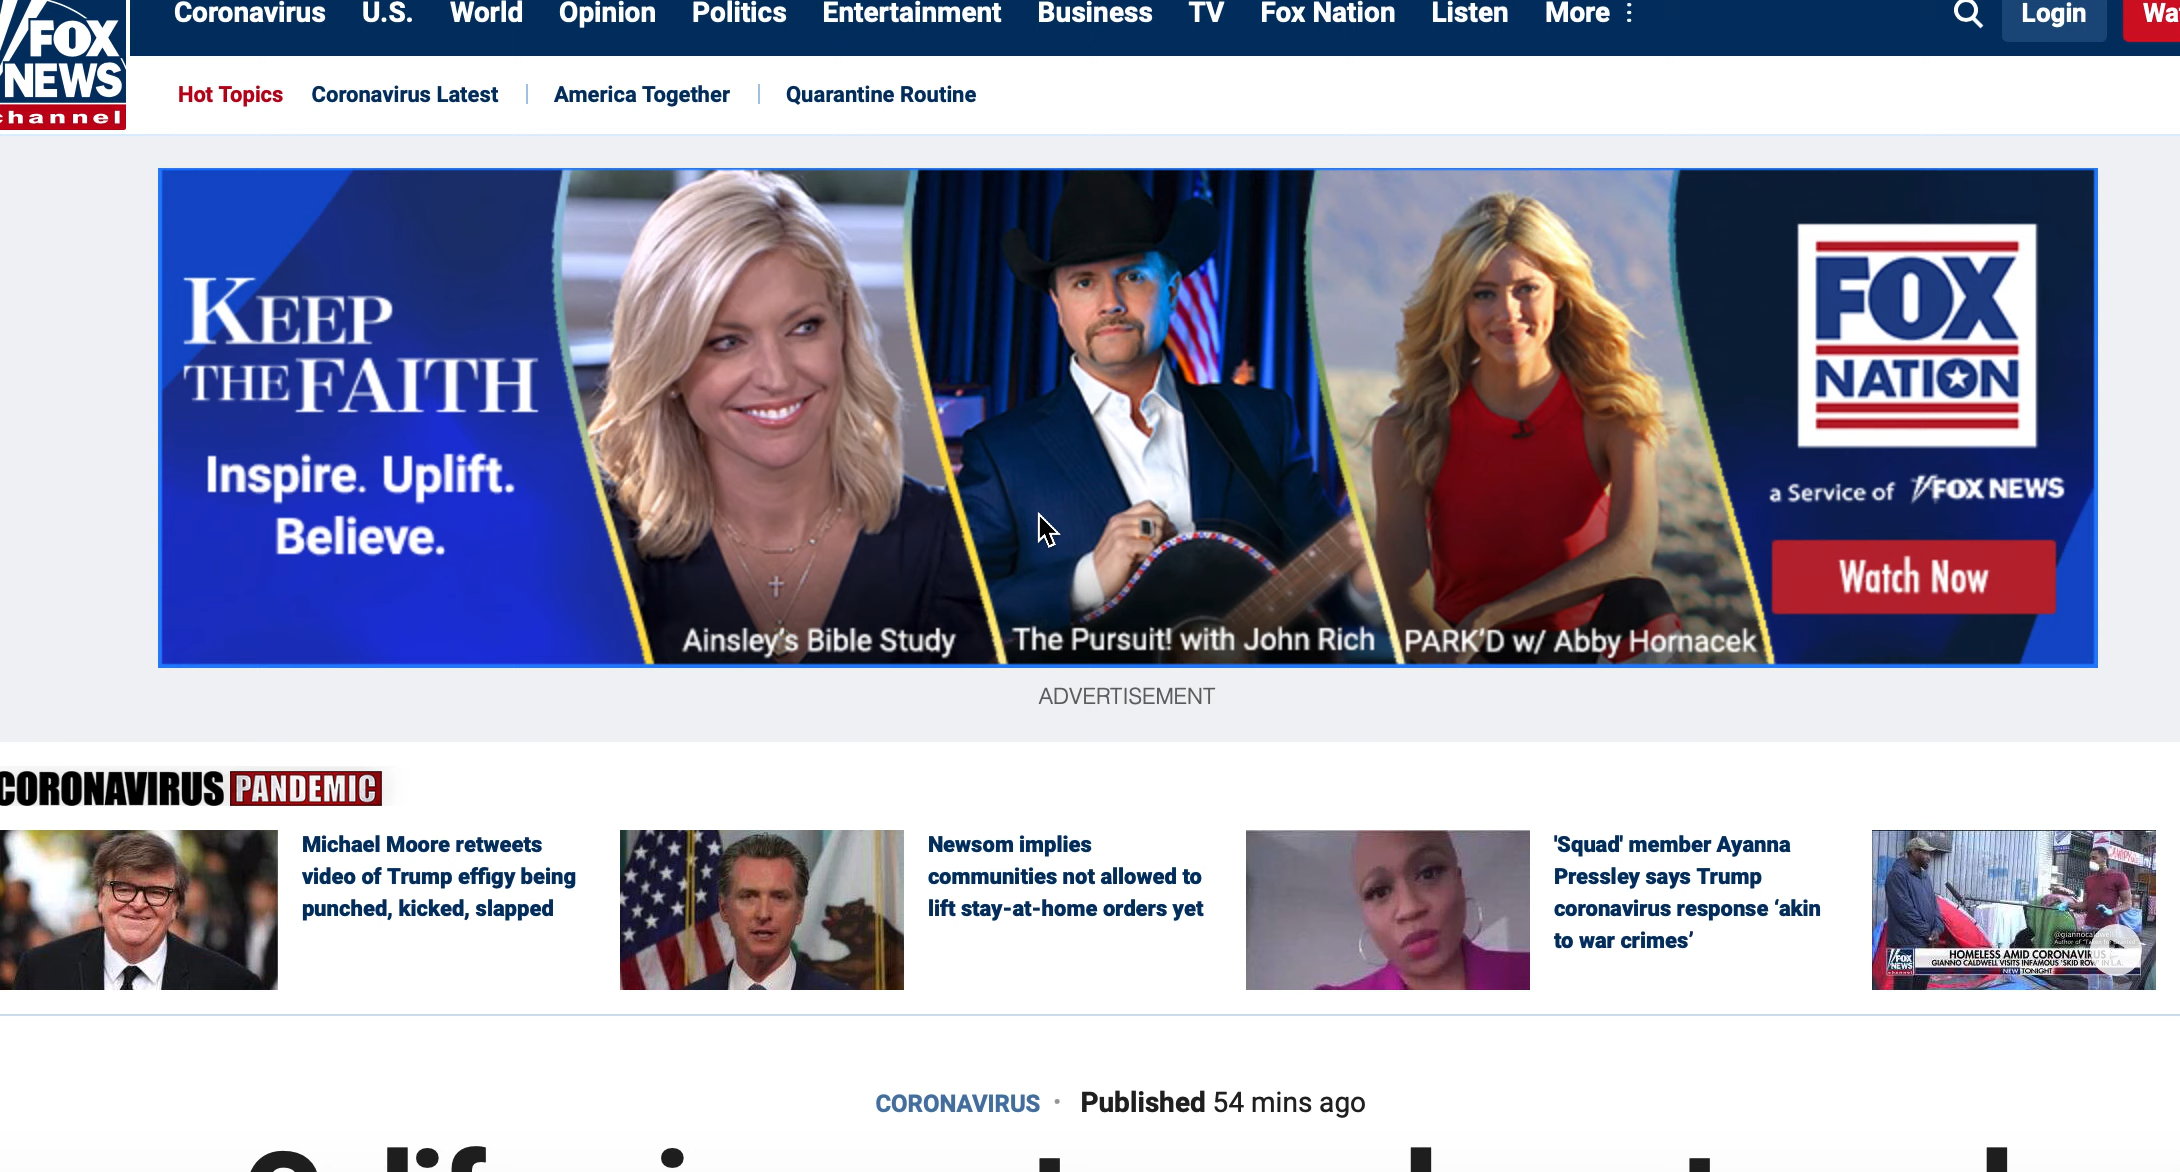 Coronavirus U.S. World Opinion Politics Entertainment Business TV Fox Nation Listen More Login
FOX
NEWS
channel
Hot Topics Coronavirus Latest America Together Quarantine Routine
KEEP
THE FAITH
Inspire. Uplift.
Believe.
Ainsley's Bible Study
The Pursuit! with John Rich
PARK'D w/ Abby Hornacek
FOX
NATION
a Service of FOX NEWS
Watch Now
ADVERTISEMENT
CORONAVIRUS PANDEMIC
Michael Moore retweets
video of Trump effigy being
punched, kicked, slapped
Newsom implies
communities not allowed to
lift stay-at-home orders yet
'Squad' member Ayanna
Pressley says Trump
coronavirus response ‘akin
to war crimes’
FOX
NEWS
channel
HOMELESS AMID CORONAVIRUS
GIANNO CALDWELL VISITS INFAMOUS 'SKID ROW' IN L.A.
NEW TONIGHT
CORONAVIRUS · Published 54 mins ago